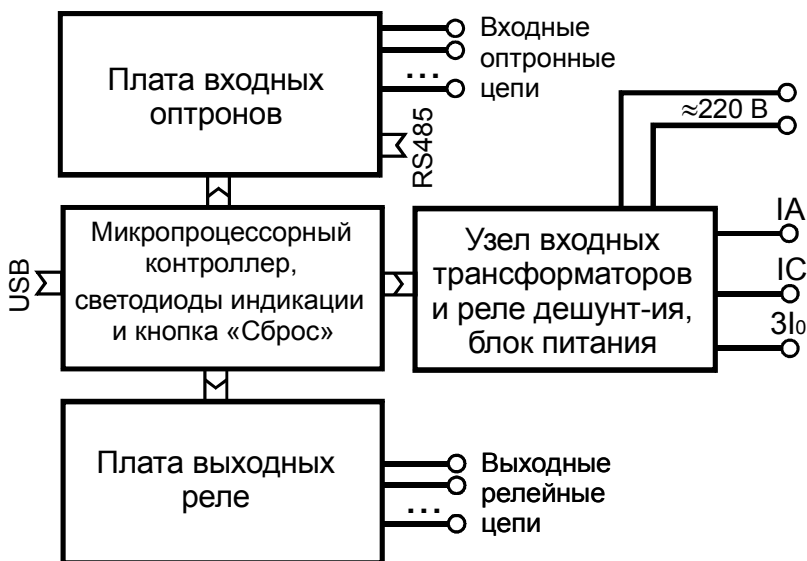 Плата входных
оптронов
Входные
оптронные
...
цепи
RS485
≈220 В
USB
Микропроцессорный
контроллер,
светодиоды индикации
и кнопка «Сброс»
Узел входных
трансформаторов
и реле дешунт-ия,
блок питания
IA
IC
3I₀
Плата выходных
реле
Выходные
релейные
...
цепи